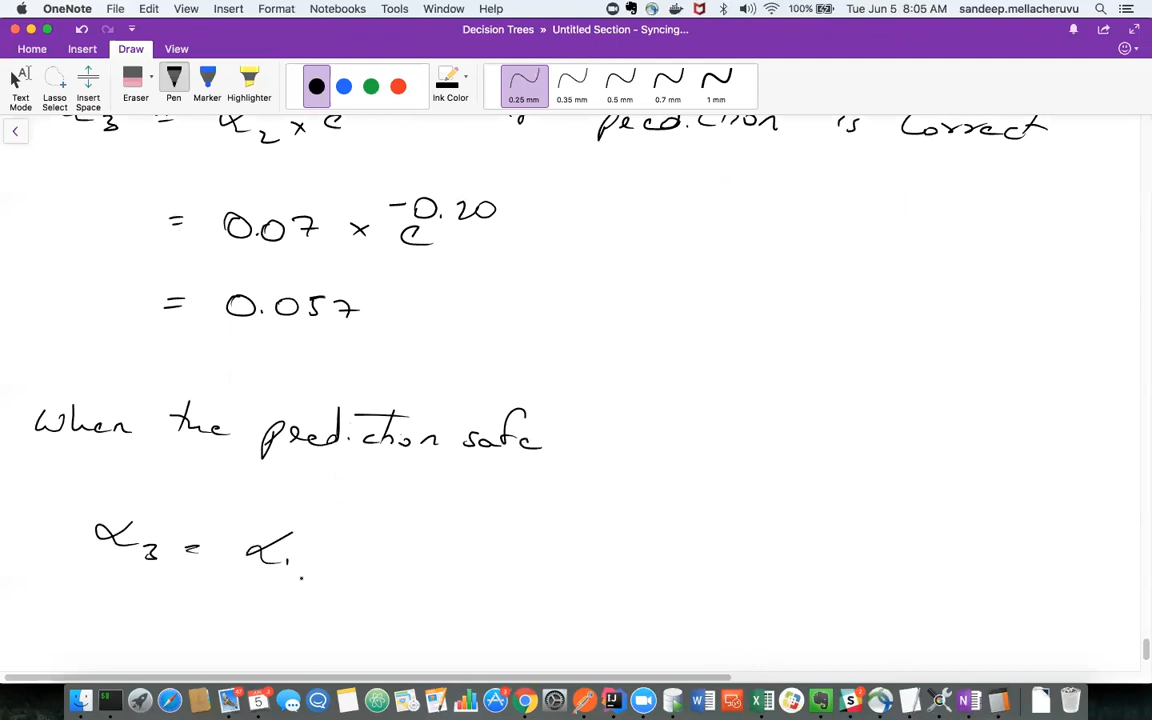 OneNote File Edit View Insert Format Notebooks Tools Window Help 100% Tue Jun 5 8:05 AM sandeep.mellacheruvu
Decision Trees » Untitled Section - Syncing...
Home Insert Draw View
Text Mode Lasso Select Insert Space Eraser Pen Marker Highlighter Ink Color 0.25 mm 0.35 mm 0.5 mm 0.7 mm 1 mm
α3 = α2 × e prediction is correct
= 0.07 × e^-0.20
= 0.057
When the prediction safe
α3 = α